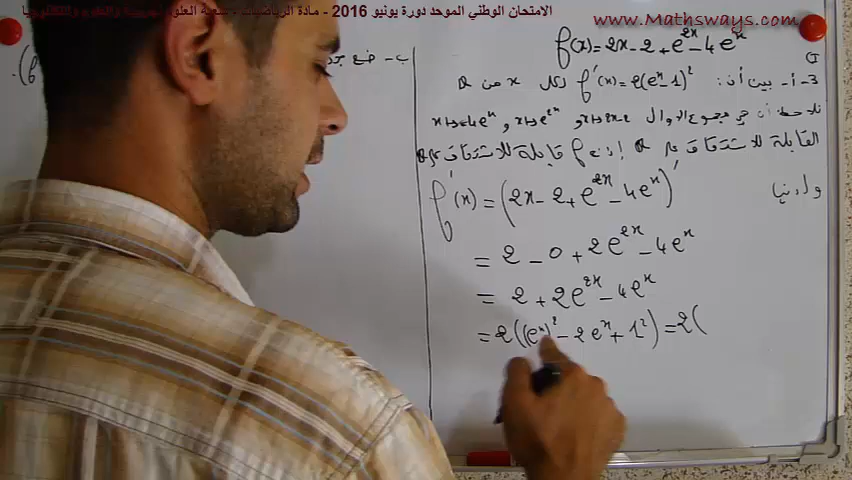 الامتحان الوطني الموحد دورة يونيو 2016 - مادة الرياضيات - شعبة العلوم التجريبية والعلوم والتكنولوجيا
www.Mathsways.com
f(x)=2x-2+e^{2x}-4e^x
I)
3-أ- بين أن: f'(x)=2(e^x-1)^2 لكل x من ℝ
ب- ضع جد
نلاحظ أن f مجموع الدوال x↦2x-2 و x↦e^{2x} و x↦-4e^x
القابلة للاشتقاق على ℝ إذن f قابلة للاشتقاق على ℝ
ولدينا
f'(x)=(2x-2+e^{2x}-4e^x)'
=2-0+2e^{2x}-4e^x
=2+2e^{2x}-4e^x
=2((e^x)^2-2e^x+1^2)=2(